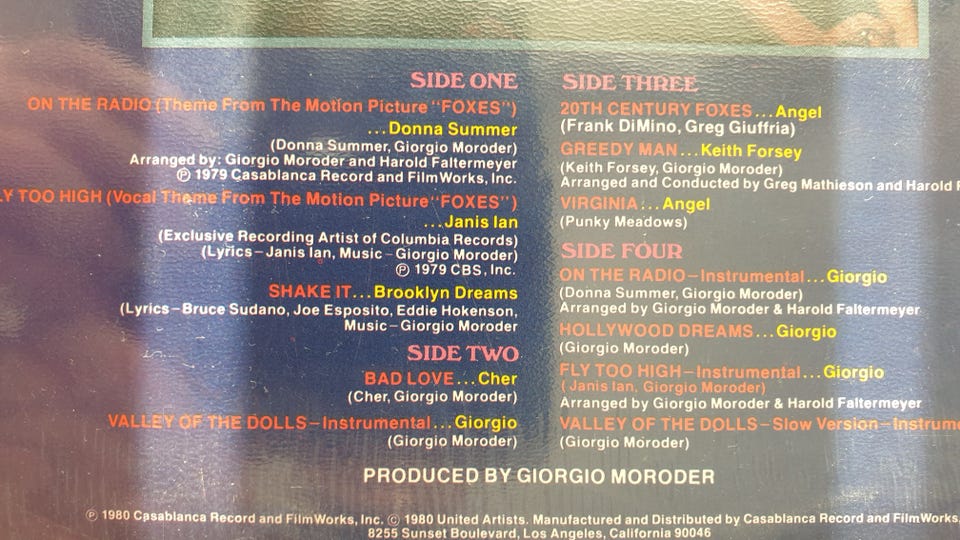 SIDE ONE
ON THE RADIO (Theme From The Motion Picture "FOXES")
...Donna Summer
(Donna Summer, Giorgio Moroder)
Arranged by: Giorgio Moroder and Harold Faltermeyer
℗ 1979 Casablanca Record and FilmWorks, Inc.
LY TOO HIGH (Vocal Theme From The Motion Picture "FOXES")
...Janis Ian
(Exclusive Recording Artist of Columbia Records)
(Lyrics–Janis Ian, Music–Giorgio Moroder)
℗ 1979 CBS, Inc.
SHAKE IT...Brooklyn Dreams
(Lyrics–Bruce Sudano, Joe Esposito, Eddie Hokenson,
Music–Giorgio Moroder
SIDE TWO
BAD LOVE...Cher
(Cher, Giorgio Moroder)
VALLEY OF THE DOLLS–Instrumental...Giorgio
(Giorgio Moroder)
SIDE THREE
20TH CENTURY FOXES...Angel
(Frank DiMino, Greg Giuffria)
GREEDY MAN...Keith Forsey
(Keith Forsey, Giorgio Moroder)
Arranged and Conducted by Greg Mathieson and Harold F
VIRGINIA...Angel
(Punky Meadows)
SIDE FOUR
ON THE RADIO–Instrumental...Giorgio
(Donna Summer, Giorgio Moroder)
Arranged by Giorgio Moroder & Harold Faltermeyer
HOLLYWOOD DREAMS...Giorgio
(Giorgio Moroder)
FLY TOO HIGH–Instrumental...Giorgio
(Janis Ian, Giorgio Moroder)
Arranged by Giorgio Moroder & Harold Faltermeyer
VALLEY OF THE DOLLS–Slow Version–Instrume
(Giorgio Moroder)
PRODUCED BY GIORGIO MORODER
℗ 1980 Casablanca Record and FilmWorks, Inc. © 1980 United Artists. Manufactured and Distributed by Casablanca Record and FilmWorks,
8255 Sunset Boulevard, Los Angeles, California 90046